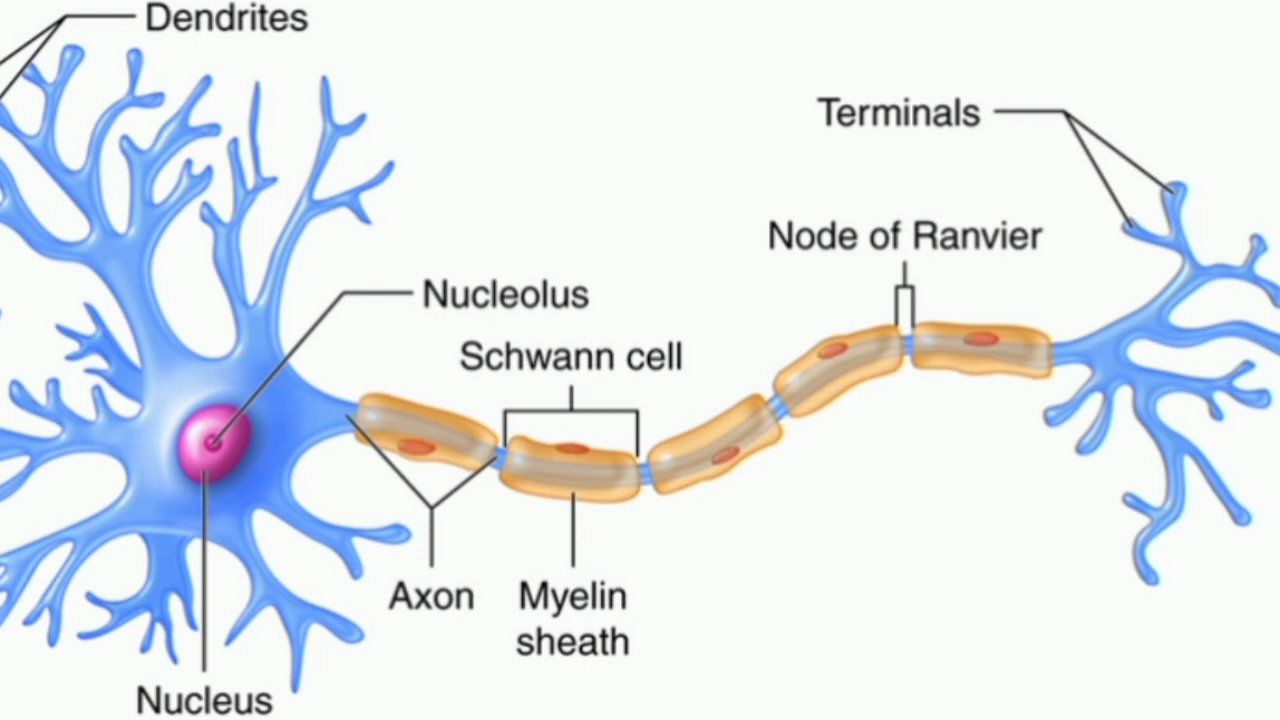 Dendrites
Terminals
Node of Ranvier
Nucleolus
Schwann cell
Axon
Myelin
sheath
Nucleus